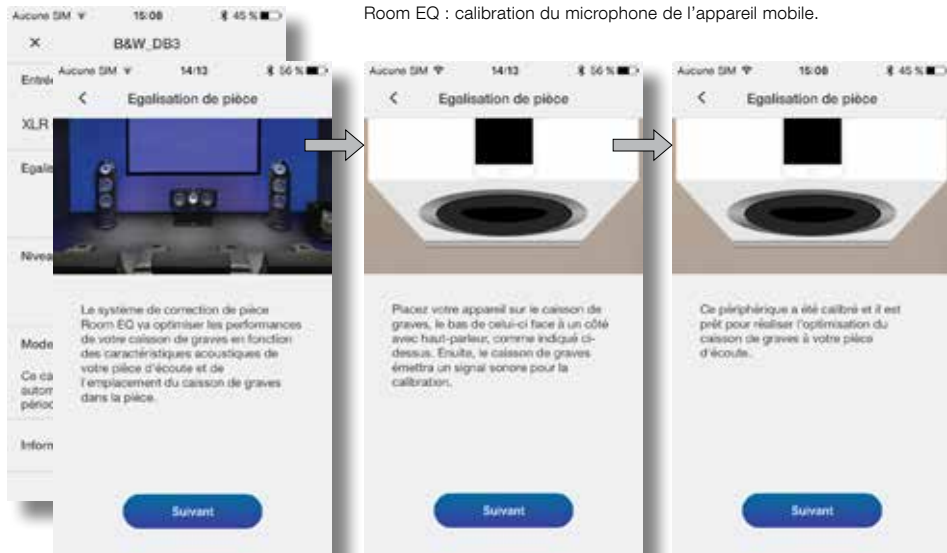 Room EQ : calibration du microphone de l'appareil mobile.
Aucune SIM 15:08 45 %
× B&W_DB3
XLR
Mode
Ce ca
autom
périod
Inform
Aucune SIM 14/13 56 %
< Egalisation de pièce
Le système de correction de pièce
Room EQ va optimiser les performances
de votre caisson de graves en fonction
des caractéristiques acoustiques de
votre pièce d'écoute et de
l'emplacement du caisson de graves
dans la pièce.
Suivant
Aucune SIM 14/13 56 %
< Egalisation de pièce
Placez votre appareil sur le caisson de
graves, le bas de celui-ci face à un côté
avec haut-parleur, comme indiqué ci-
dessus. Enuite, le caisson de graves
émettra un signal sonore pour la
calibration.
Suivant
Aucune SIM 15:08 45 %
< Egalisation de pièce
Ce périphérique a été calibré et il est
prêt pour réaliser l'optimisation du
caisson de graves à votre pièce
d'écoute.
Suivant